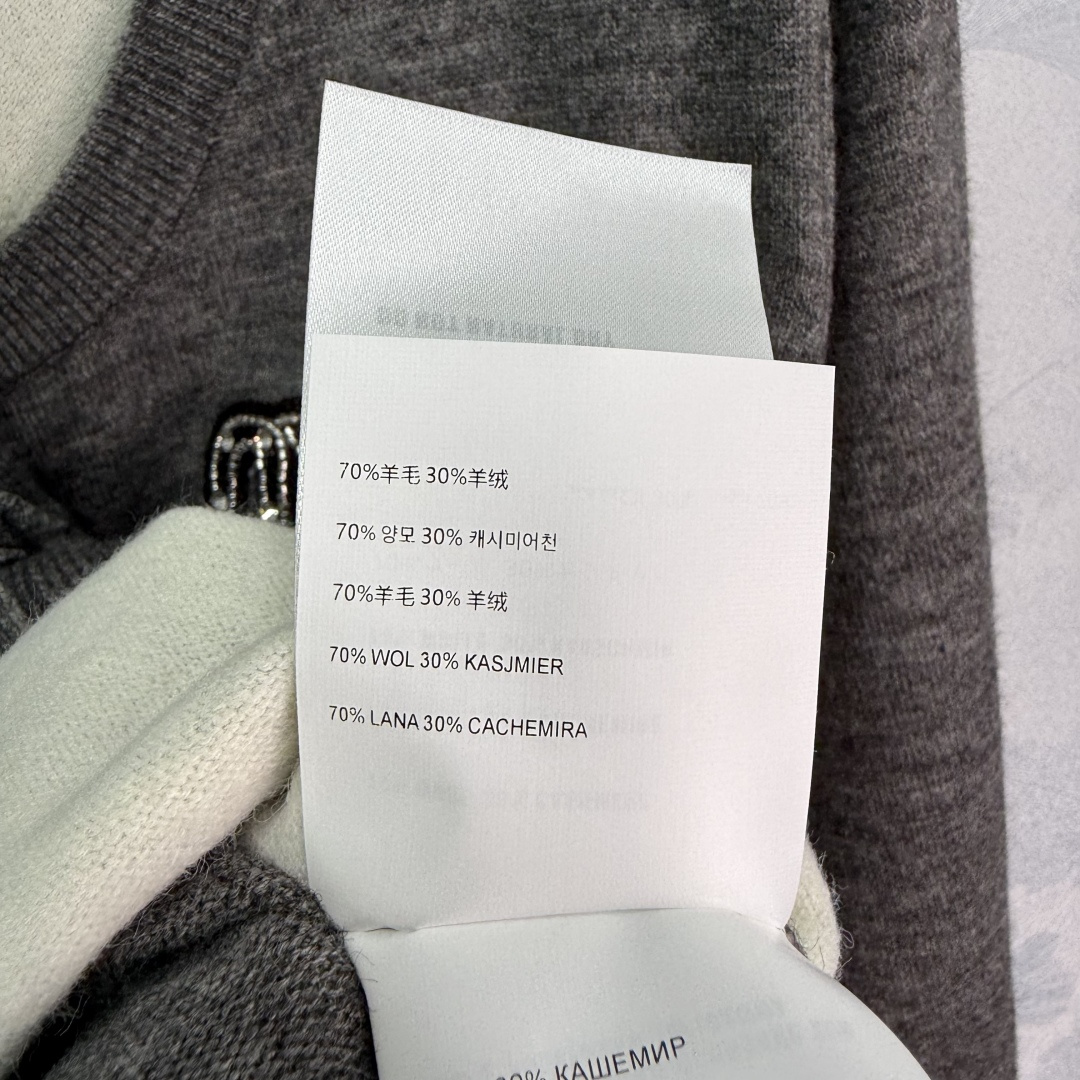 70%羊毛 30%羊绒
70% 양모 30% 캐시미어천
70%羊毛 30% 羊绒
70% WOL 30% KASJMIER
70% LANA 30% CACHEMIRA
КАШЕМИР